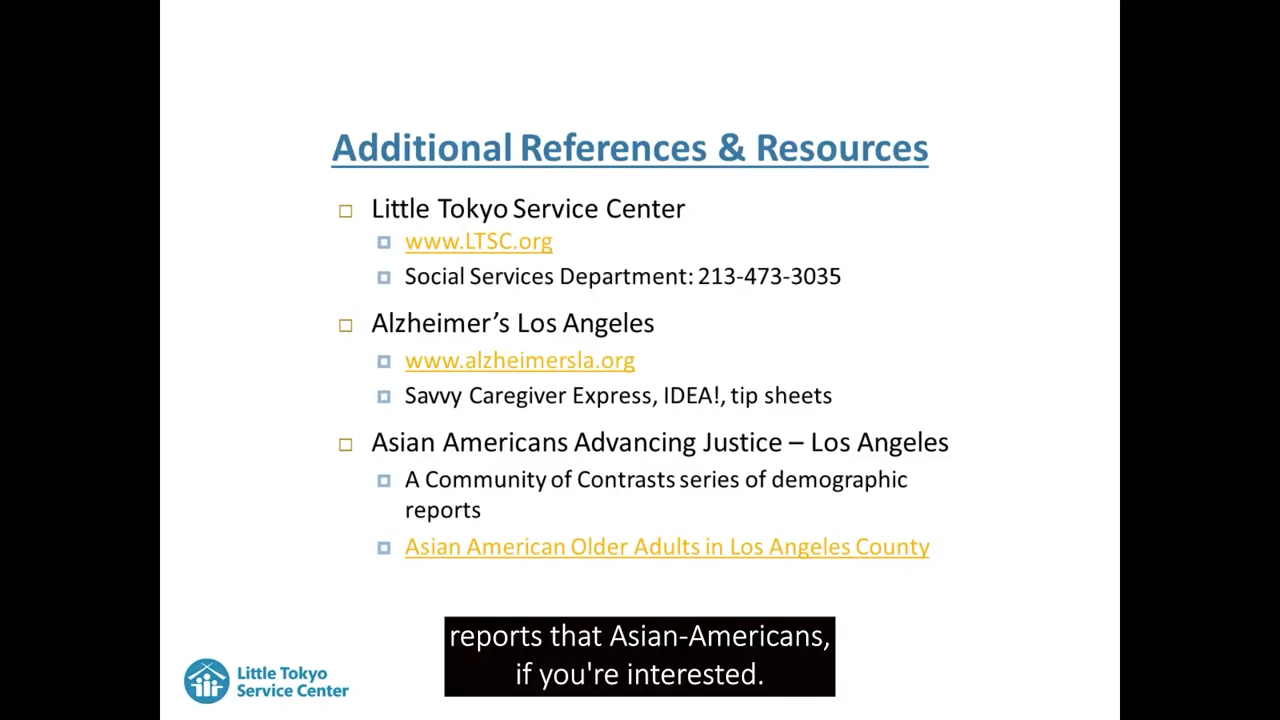 Additional References & Resources
Little Tokyo Service Center
www.LTSC.org
Social Services Department: 213-473-3035
Alzheimer’s Los Angeles
www.alzheimersla.org
Savvy Caregiver Express, IDEA!, tip sheets
Asian Americans Advancing Justice – Los Angeles
A Community of Contrasts series of demographic
reports
Asian American Older Adults in Los Angeles County
reports that Asian-Americans,
if you're interested.
Little Tokyo
Service Center